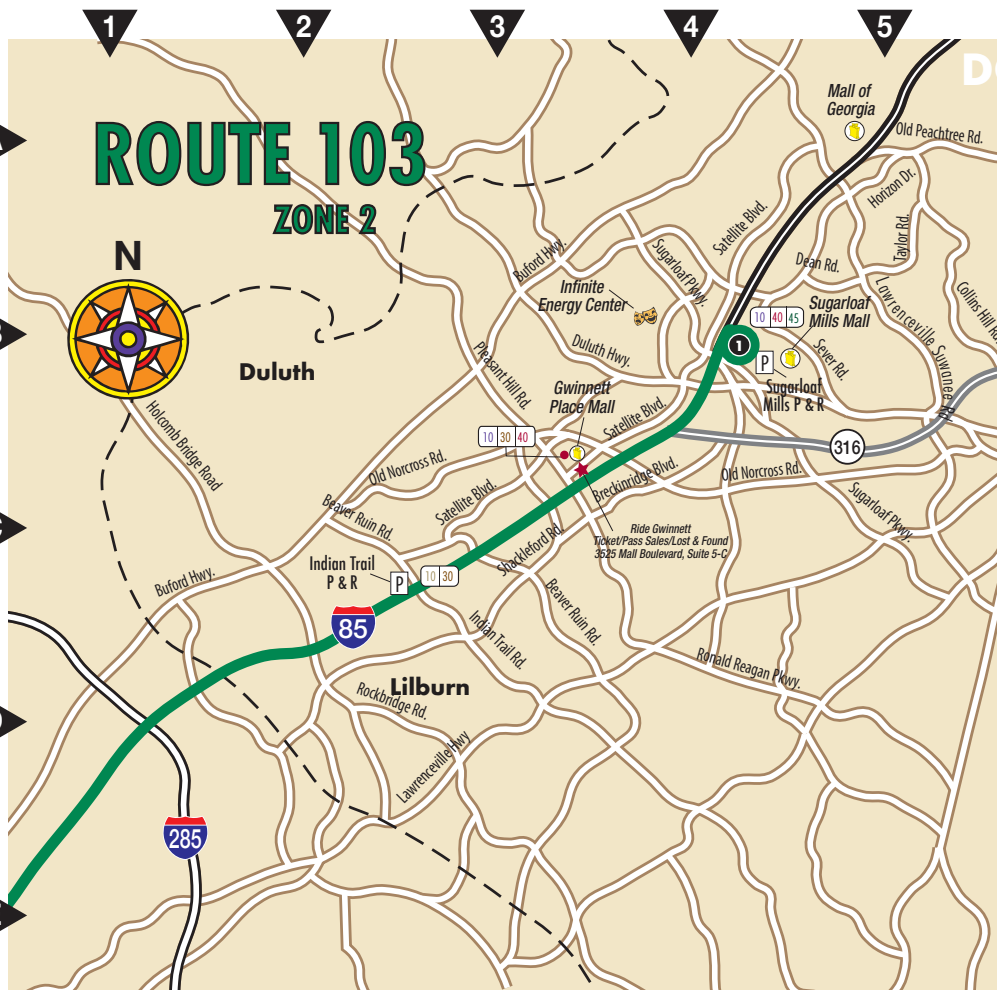 1
2
3
4
5
A
ROUTE 103
ZONE 2
Mall of
Georgia
Old Peachtree Rd.
Horizon Dr.
Taylor Rd.
Satellite Blvd.
Sugarloaf Pkwy.
Dean Rd.
Buford Hwy.
N
Infinite
Energy Center
10 40 45
Sugarloaf
Mills Mall
Lawrenceville Suwanee Rd.
Collins Hill Rd.
B
1
P
Sever Rd.
Sugarloaf
Mills P & R
Duluth Hwy.
Pleasant Hill Rd.
Duluth
Gwinnett
Place Mall
Satellite Blvd.
Holcomb Bridge Road
10 30 40
316
Old Norcross Rd.
Breckinridge Blvd.
Old Norcross Rd.
Satellite Blvd.
Sugarloaf Pkwy.
Beaver Ruin Rd.
C
Ride Gwinnett
Ticket/Pass Sales/Lost & Found
3525 Mall Boulevard, Suite 5-C
Shackleford Rd.
Indian Trail
P & R
P
10 30
Buford Hwy.
Beaver Ruin Rd.
85
Indian Trail Rd.
Ronald Reagan Pkwy.
Lilburn
Rockbridge Rd.
D
Lawrenceville Hwy
285